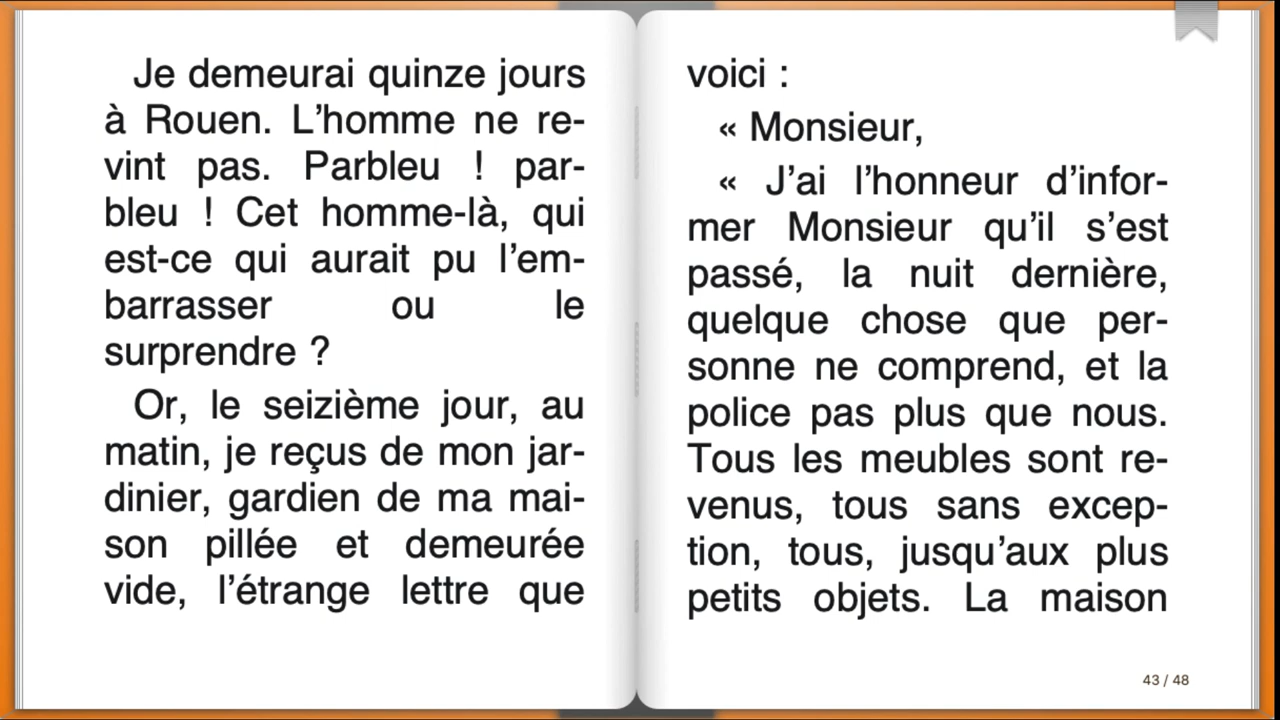 Je demeurai quinze jours
à Rouen. L’homme ne re-
vint pas. Parbleu ! par-
bleu ! Cet homme-là, qui
est-ce qui aurait pu l’em-
barrasser ou le
surprendre ?
Or, le seizième jour, au
matin, je reçus de mon jar-
dinier, gardien de ma mai-
son pillée et demeurée
vide, l’étrange lettre que
voici :
« Monsieur,
« J’ai l’honneur d’infor-
mer Monsieur qu’il s’est
passé, la nuit dernière,
quelque chose que per-
sonne ne comprend, et la
police pas plus que nous.
Tous les meubles sont re-
venus, tous sans excep-
tion, tous, jusqu’aux plus
petits objets. La maison
43 / 48